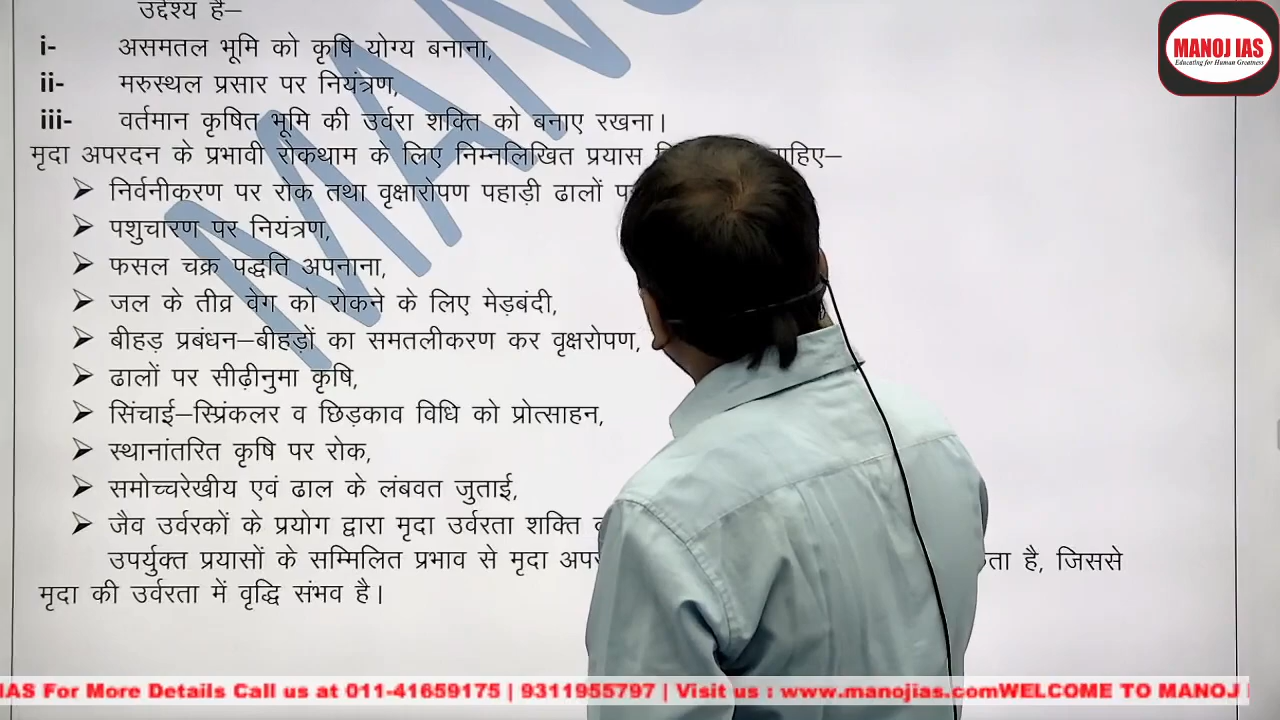 उद्देश्य है–
i- असमतल भूमि को कृषि योग्य बनाना,
ii- मरुस्थल प्रसार पर नियंत्रण,
iii- वर्तमान कृषित भूमि की उर्वरा शक्ति को बनाए रखना।
मृदा अपरदन के प्रभावी रोकथाम के लिए निम्नलिखित प्रयास
➤ निर्वनीकरण पर रोक तथा वृक्षारोपण पहाड़ी ढालों
➤ पशुचारण पर नियंत्रण,
➤ फसल चक्र पद्धति अपनाना,
➤ जल के तीव्र वेग को रोकने के लिए मेड़बंदी,
➤ बीहड़ प्रबंधन–बीहड़ों का समतलीकरण कर वृक्षरोपण,
➤ ढालों पर सीढ़ीनुमा कृषि,
➤ सिंचाई–स्प्रिंकलर व छिड़काव विधि को प्रोत्साहन,
➤ स्थानांतरित कृषि पर रोक,
➤ समोच्चरेखीय एवं ढाल के लंबवत जुताई,
➤ जैव उर्वरकों के प्रयोग द्वारा मृदा उर्वरता शक्ति
उपर्युक्त प्रयासों के सम्मिलित प्रभाव से मृदा है, जिससे
मृदा की उर्वरता में वृद्धि संभव है।
MANOJ IAS
Educating for Human Greatness
IAS For More Details Call us at 011-41659175 | 9311955797 | Visit us : www.manojias.comWELCOME TO MANOJ